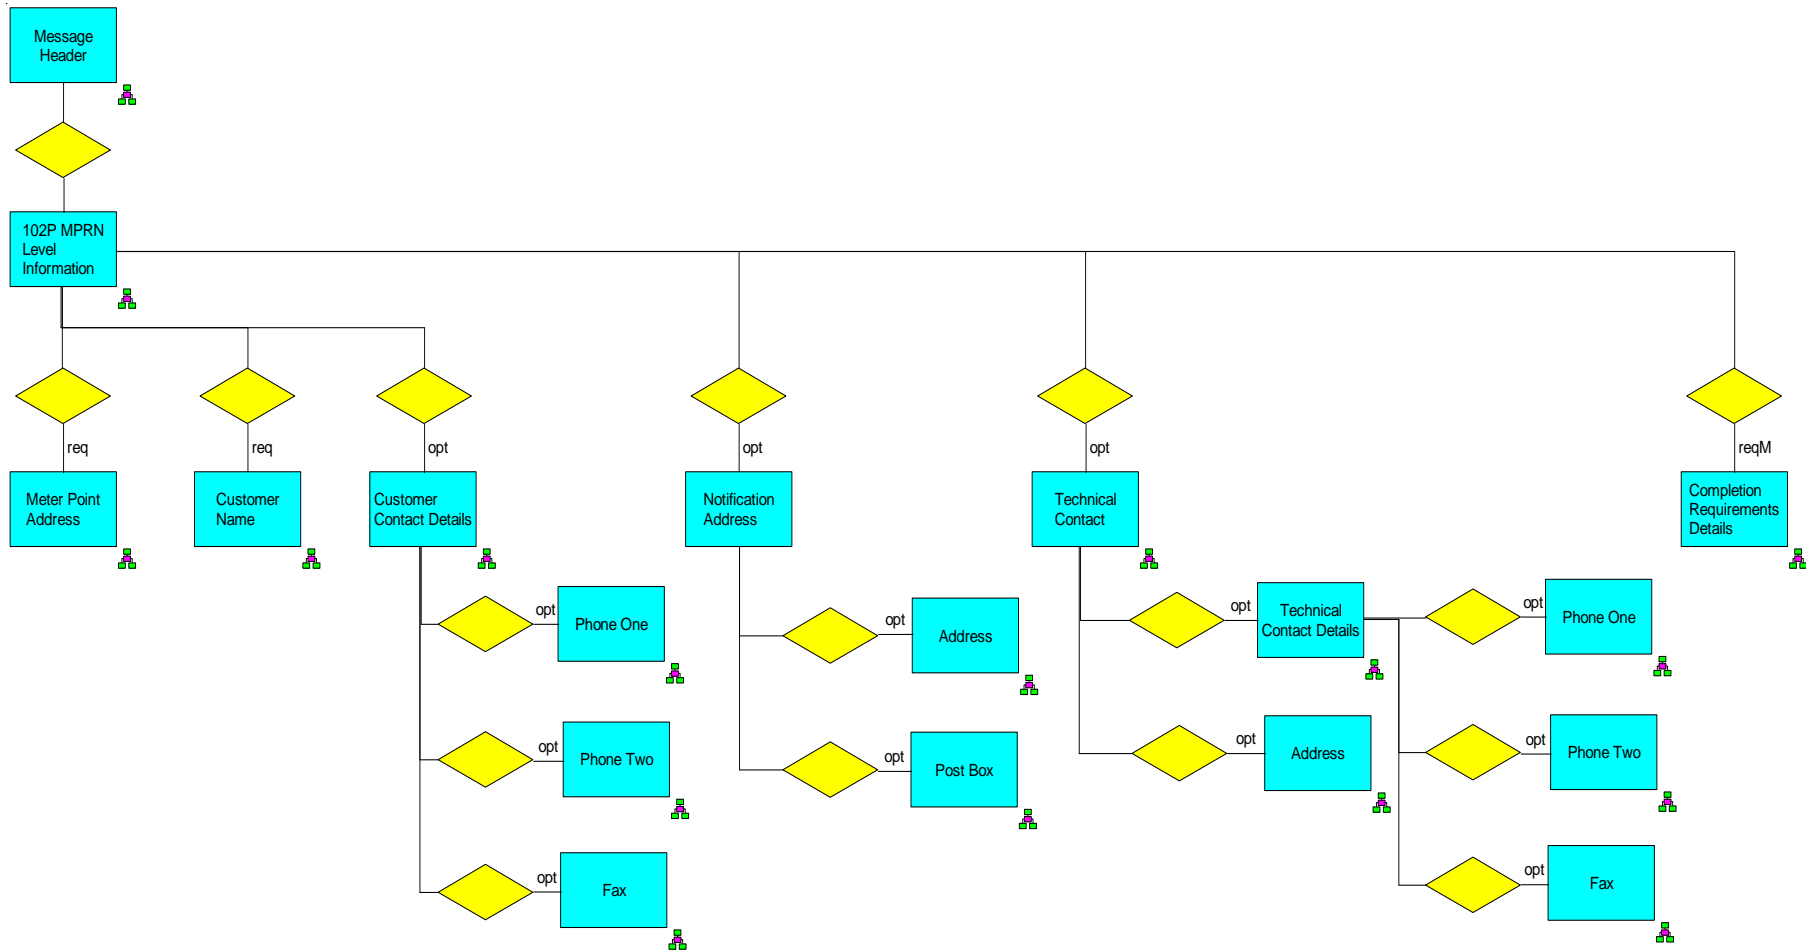 Message
Header
102P MPRN
Level
Information
req
req
opt
opt
opt
reqM
Meter Point
Address
Customer
Name
Customer
Contact Details
Notification
Address
Technical
Contact
Completion
Requirements
Details
opt
Phone One
opt
Address
opt
Technical
Contact Details
opt
Phone One
opt
Phone Two
opt
Post Box
opt
Address
opt
Phone Two
opt
Fax
opt
Fax